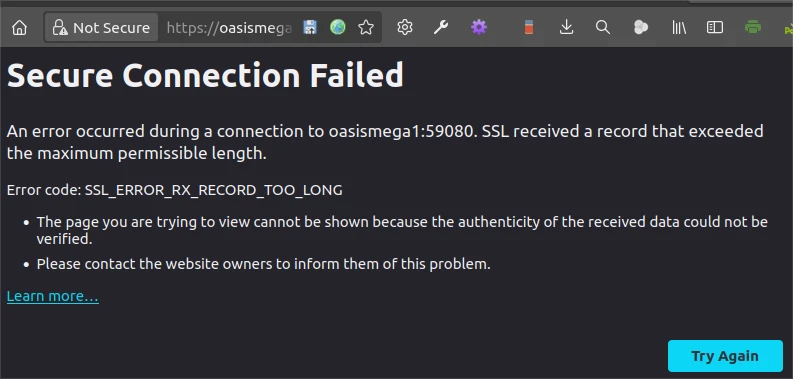 Not Secure https://oasismega
Secure Connection Failed
An error occurred during a connection to oasismega1:59080. SSL received a record that exceeded
the maximum permissible length.
Error code: SSL_ERROR_RX_RECORD_TOO_LONG
• The page you are trying to view cannot be shown because the authenticity of the received data could not be
verified.
• Please contact the website owners to inform them of this problem.
Learn more…
Try Again